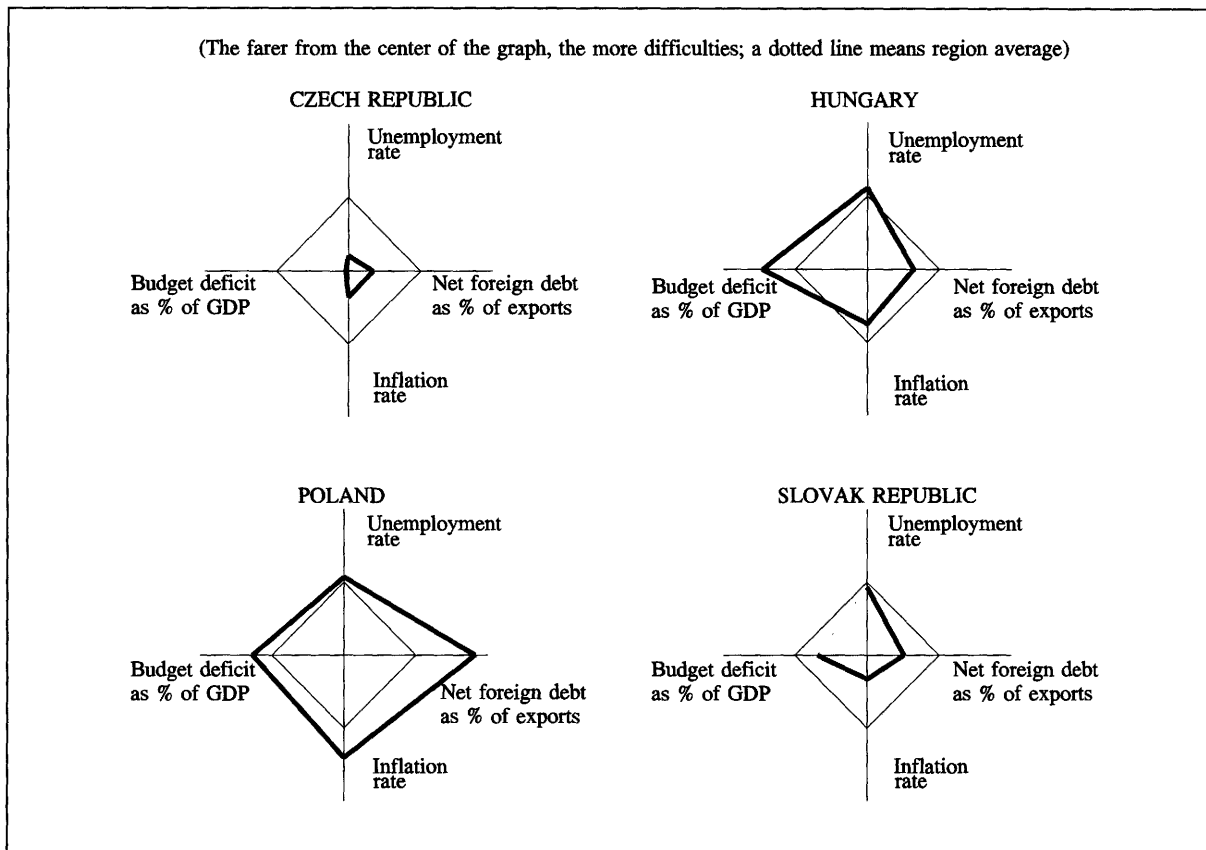 (The farer from the center of the graph, the more difficulties; a dotted line means region average)
CZECH REPUBLIC
Unemployment
rate
Budget deficit
as % of GDP
Net foreign debt
as % of exports
Inflation
rate
HUNGARY
Unemployment
rate
Budget deficit
as % of GDP
Net foreign debt
as % of exports
Inflation
rate
POLAND
Unemployment
rate
Budget deficit
as % of GDP
Net foreign debt
as % of exports
Inflation
rate
SLOVAK REPUBLIC
Unemployment
rate
Budget deficit
as % of GDP
Net foreign debt
as % of exports
Inflation
rate